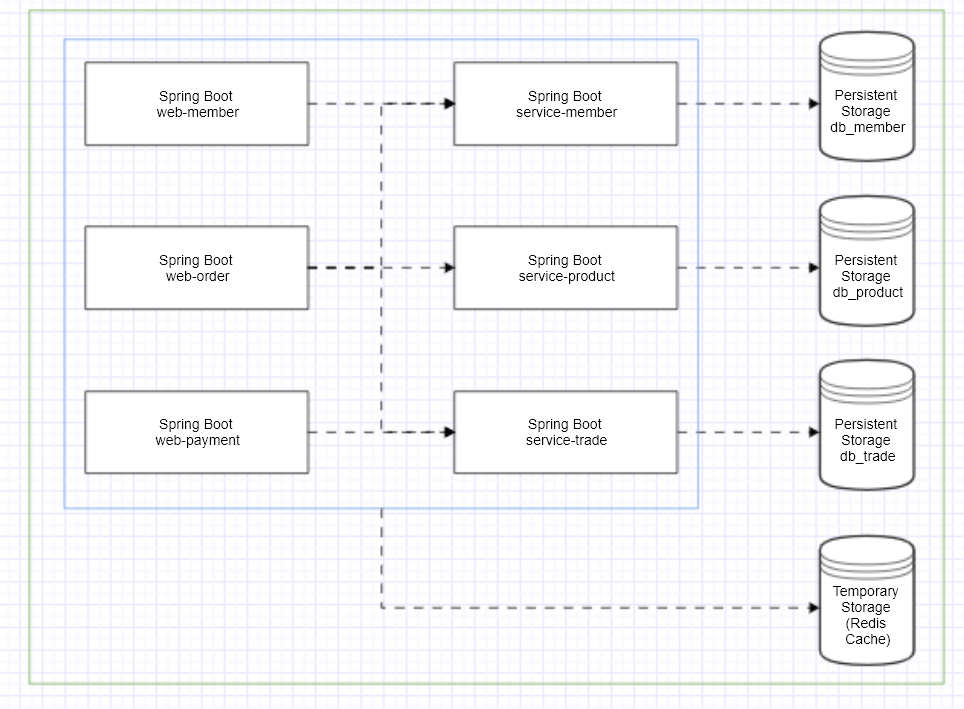 Spring Boot
web-member
Spring Boot
service-member
Persistent
Storage
db_member
Spring Boot
web-order
Spring Boot
service-product
Persistent
Storage
db_product
Spring Boot
web-payment
Spring Boot
service-trade
Persistent
Storage
db_trade
Temporary
Storage
(Redis
Cache)